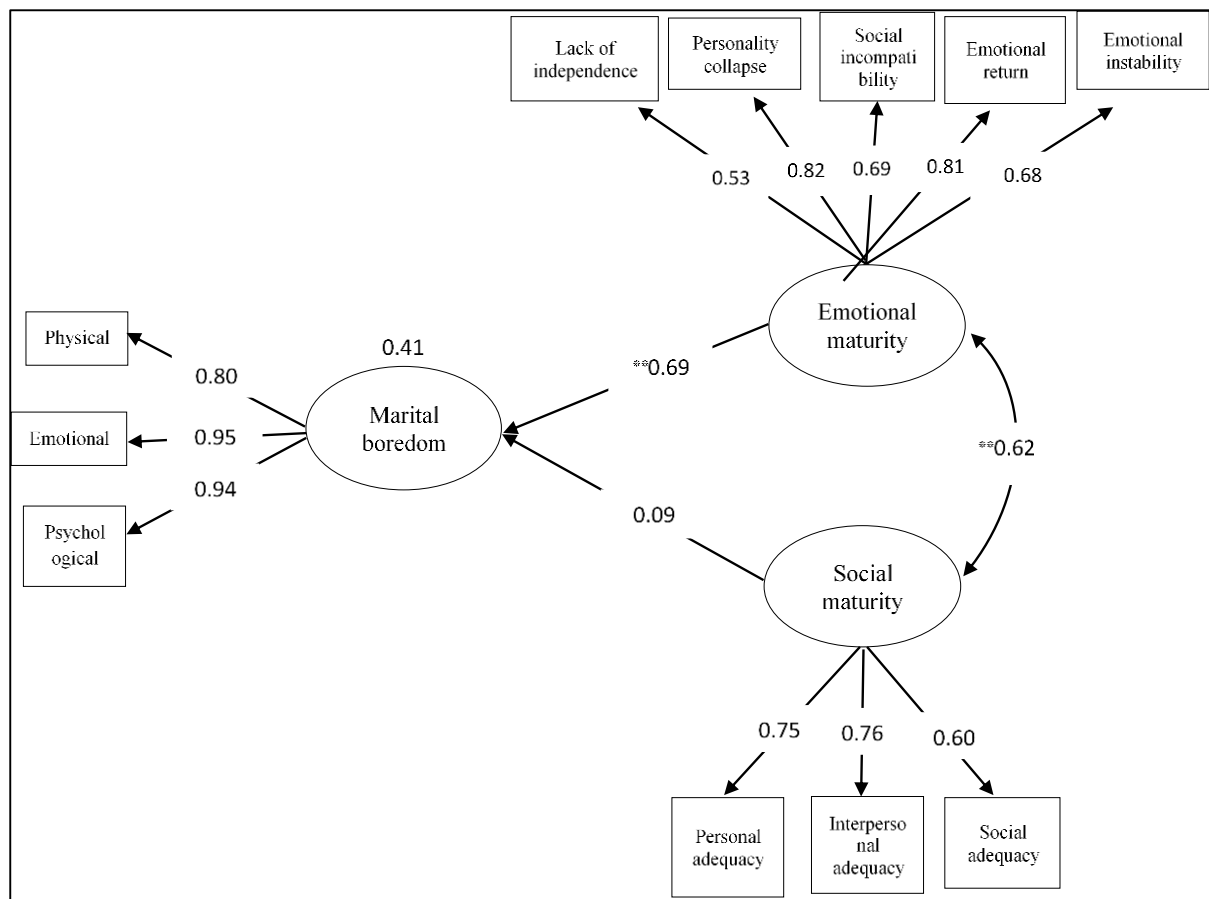 Lack of
independence
Personality
collapse
Social
incompati
bility
Emotional
return
Emotional
instability
0.53
0.82
0.69
0.81
0.68
Emotional
maturity
Physical
Emotional
Psychol
ogical
0.80
0.95
0.94
0.41
Marital
boredom
**0.69
0.09
**0.62
Social
maturity
0.75
0.76
0.60
Personal
adequacy
Interperso
nal
adequacy
Social
adequacy